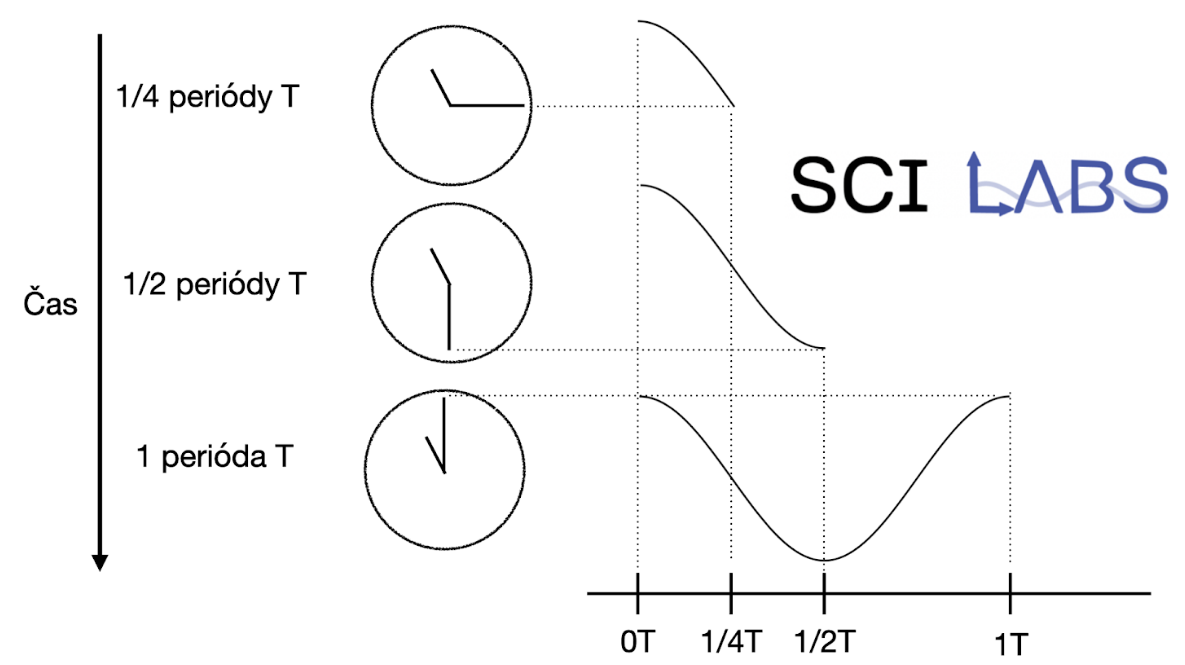 1/4 periódy T
SCI LABS
1/2 periódy T
Čas
1 perióda T
0T 1/4T 1/2T 1T